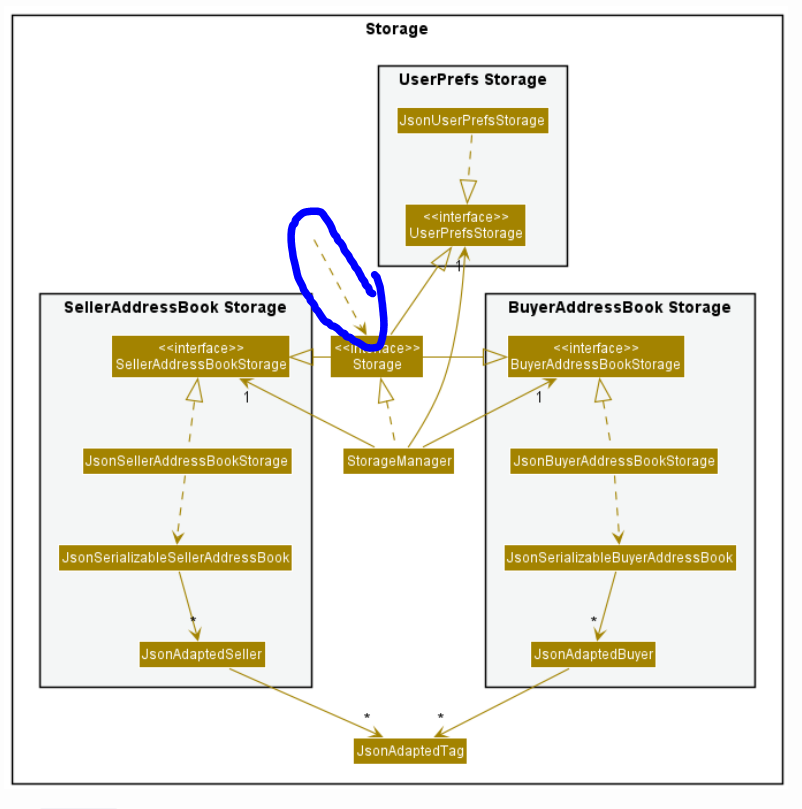 Storage
UserPrefs Storage
JsonUserPrefsStorage
<<interface>>
UserPrefsStorage
1
SellerAddressBook Storage
BuyerAddressBook Storage
<<interface>>
SellerAddressBookStorage
<<interface>>
Storage
<<interface>>
BuyerAddressBookStorage
1
1
JsonSellerAddressBookStorage
StorageManager
JsonBuyerAddressBookStorage
JsonSerializableSellerAddressBook
JsonSerializableBuyerAddressBook
*
*
JsonAdaptedSeller
JsonAdaptedBuyer
*
*
JsonAdaptedTag